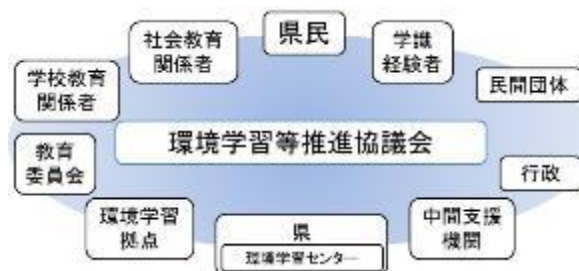 県民
社会教育
関係者
学識
経験者
学校教育
関係者
民間団体
環境学習等推進協議会
教育
委員会
行政
環境学習
拠点
県
環境学習センター
中間支援
機関